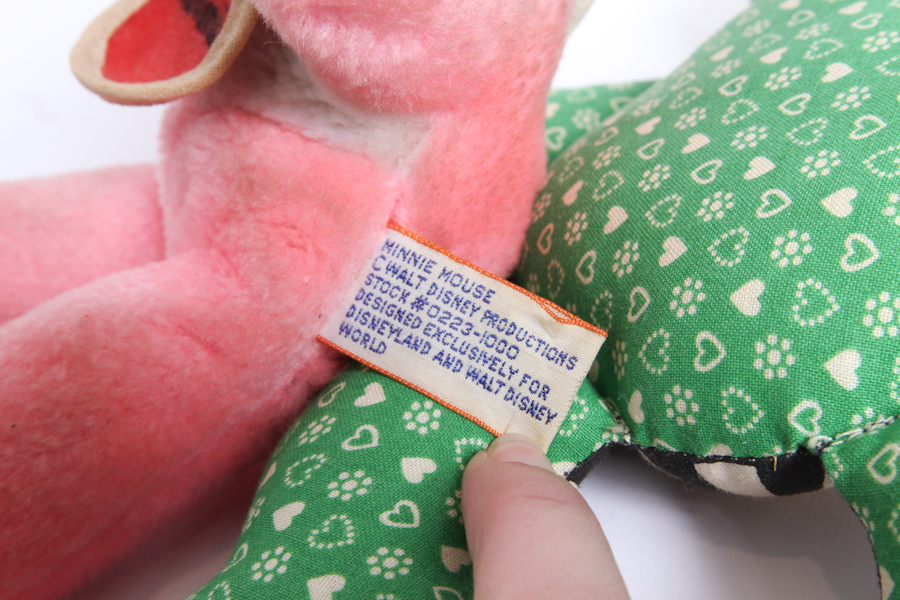 MINNIE MOUSE
C WALT DISNEY PRODUCTIONS
STOCK #0223-1000
DESIGNED EXCLUSIVELY FOR
DISNEYLAND AND WALT DISNEY
WORLD